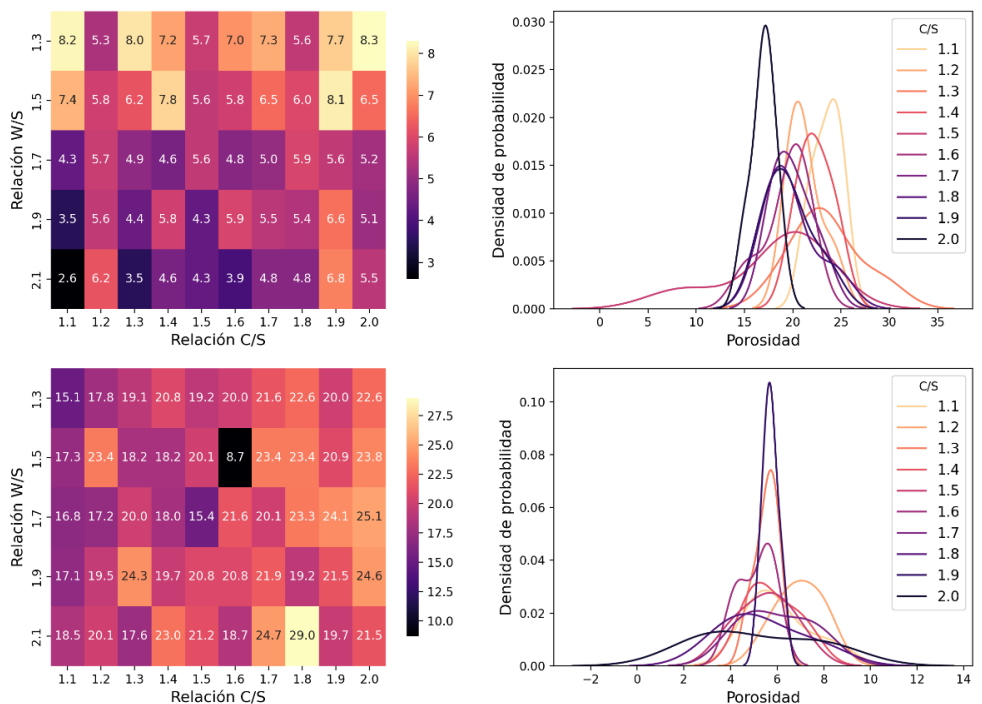 1.3 8.2 5.3 8.0 7.2 5.7 7.0 7.3 5.6 7.7 8.3
1.5 7.4 5.8 6.2 7.8 5.6 5.8 6.5 6.0 8.1 6.5
1.7 4.3 5.7 4.9 4.6 5.6 4.8 5.0 5.9 5.6 5.2
1.9 3.5 5.6 4.4 5.8 4.3 5.9 5.5 5.4 6.6 5.1
2.1 2.6 6.2 3.5 4.6 4.3 3.9 4.8 4.8 6.8 5.5
1.1 1.2 1.3 1.4 1.5 1.6 1.7 1.8 1.9 2.0
Relación C/S
Relación W/S
8
7
6
5
4
3
Densidad de probabilidad
0.030
0.025
0.020
0.015
0.010
0.005
0.000
0 5 10 15 20 25 30 35
Porosidad
C/S
1.1
1.2
1.3
1.4
1.5
1.6
1.7
1.8
1.9
2.0
1.3 15.1 17.8 19.1 20.8 19.2 20.0 21.6 22.6 20.0 22.6
1.5 17.3 23.4 18.2 18.2 20.1 8.7 23.4 23.4 20.9 23.8
1.7 16.8 17.2 20.0 18.0 15.4 21.6 20.1 23.3 24.1 25.1
1.9 17.1 19.5 24.3 19.7 20.8 20.8 21.9 19.2 21.5 24.6
2.1 18.5 20.1 17.6 23.0 21.2 18.7 24.7 29.0 19.7 21.5
1.1 1.2 1.3 1.4 1.5 1.6 1.7 1.8 1.9 2.0
Relación C/S
Relación W/S
27.5
25.0
22.5
20.0
17.5
15.0
12.5
10.0
Densidad de probabilidad
0.10
0.08
0.06
0.04
0.02
0.00
−2 0 2 4 6 8 10 12 14
Porosidad
C/S
1.1
1.2
1.3
1.4
1.5
1.6
1.7
1.8
1.9
2.0